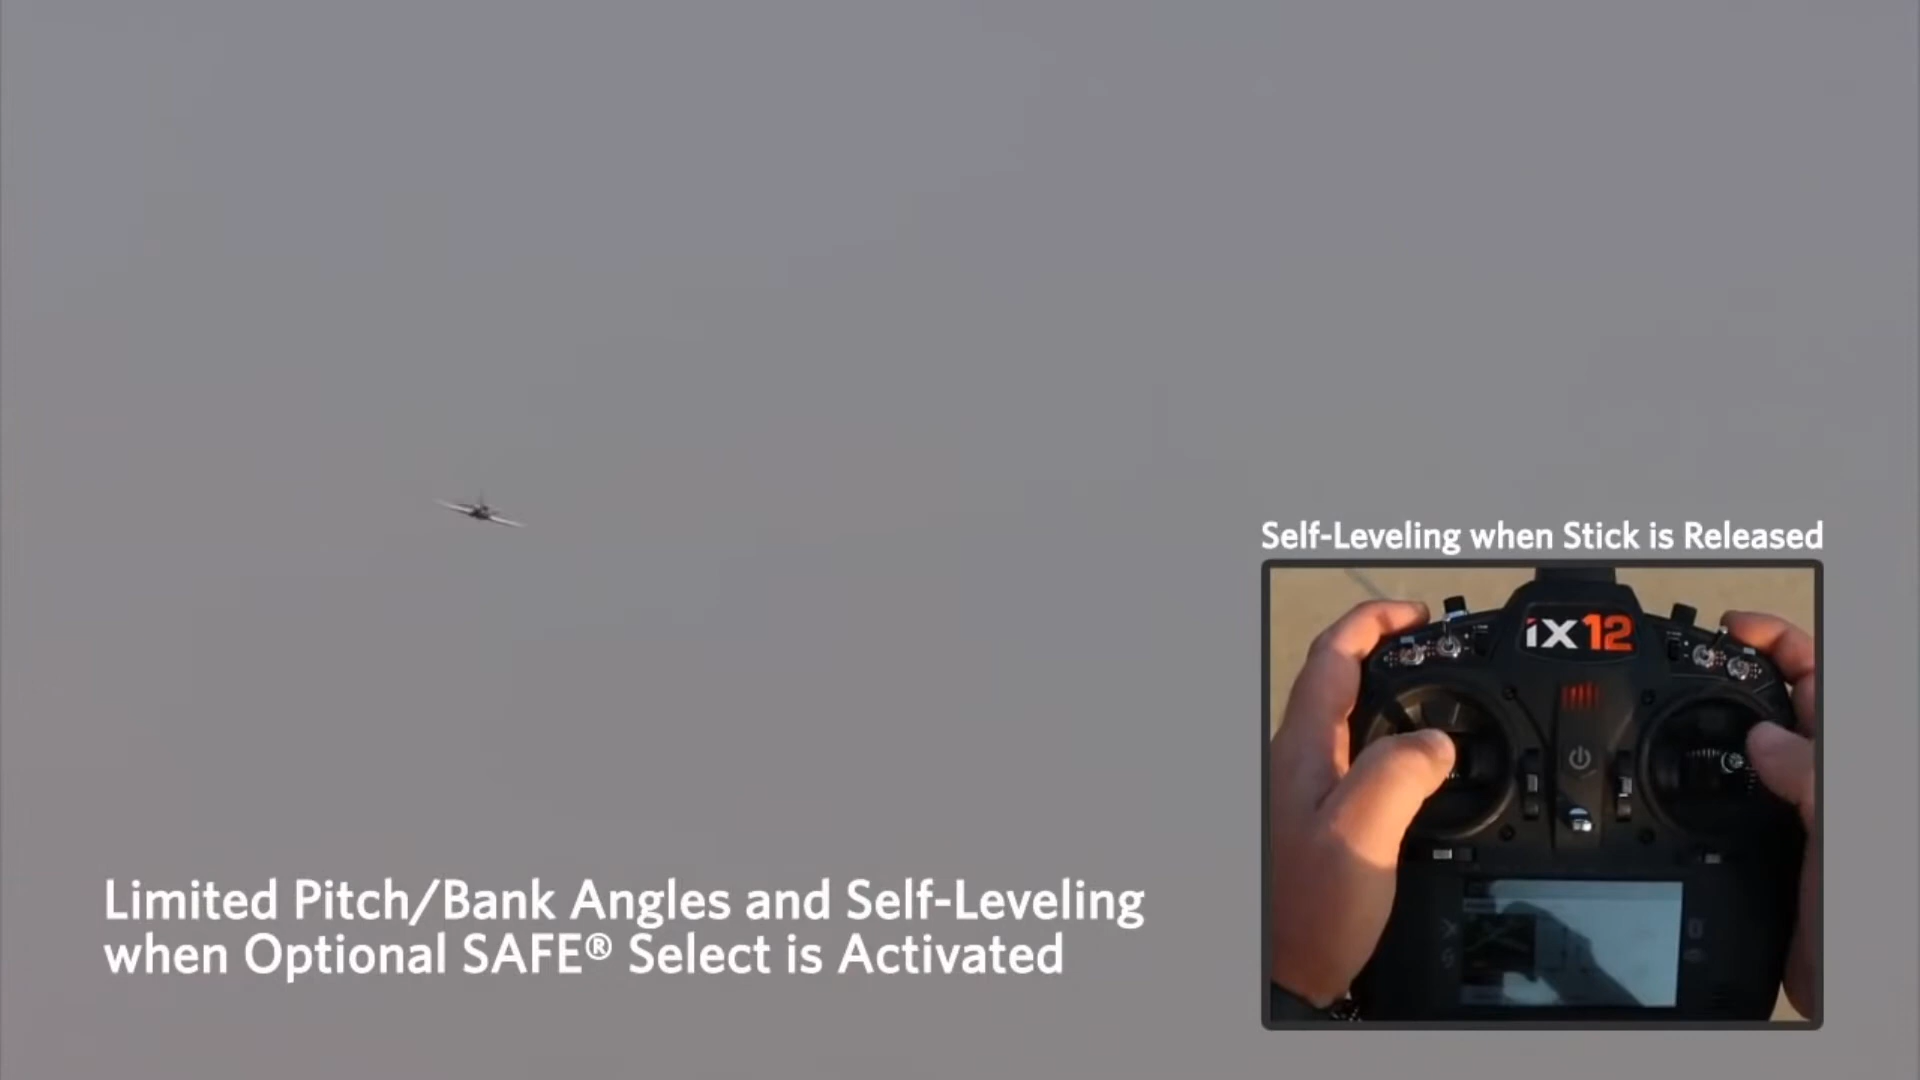 Self-Leveling when Stick is Released
iX12
Limited Pitch/Bank Angles and Self-Leveling
when Optional SAFE® Select is Activated